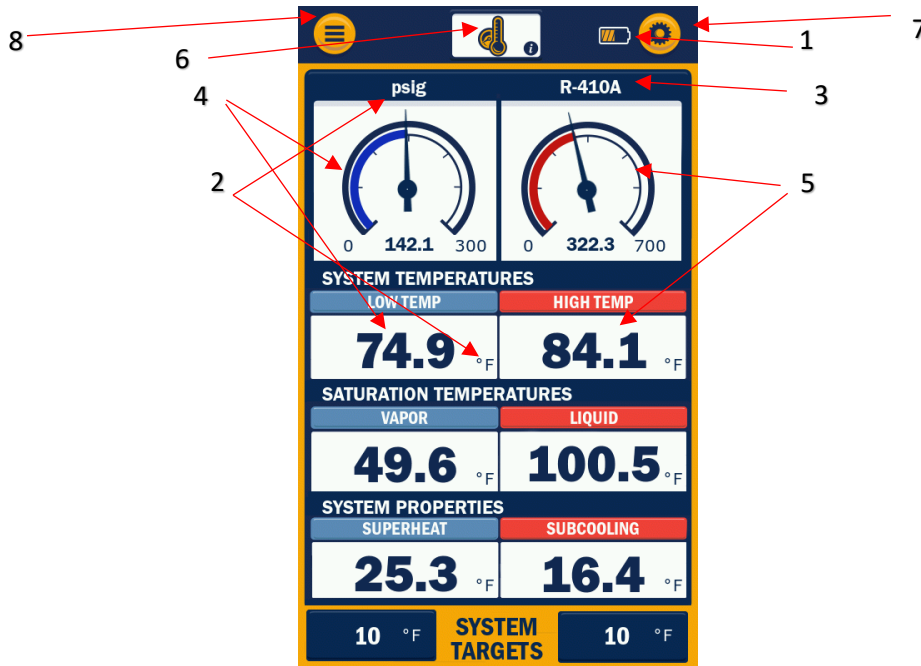 8
6
1
7
4
3
psig
R-410A
2
5
0
142.1
300
0
322.3
700
SYSTEM TEMPERATURES
LOW TEMP
HIGH TEMP
74.9 °F
84.1 °F
SATURATION TEMPERATURES
VAPOR
LIQUID
49.6 °F
100.5 °F
SYSTEM PROPERTIES
SUPERHEAT
SUBCOOLING
25.3 °F
16.4 °F
10 °F
SYSTEM
TARGETS
10 °F